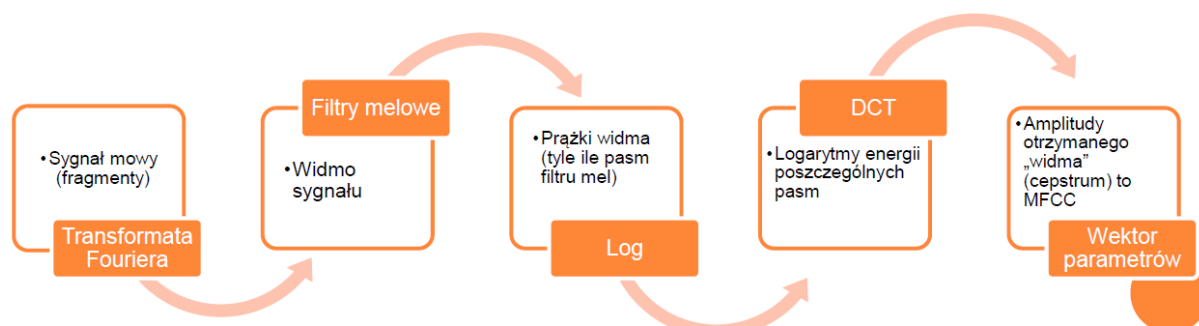 •Sygnał mowy
(fragmenty)
Transformata
Fouriera
Filtry melowe
•Widmo
sygnału
•Prążki widma
(tyle ile pasm
filtru mel)
Log
DCT
•Logarytmy energii
poszczególnych
pasm
•Amplitudy
otrzymanego
„widma”
(cepstrum) to
MFCC
Wektor
parametrów